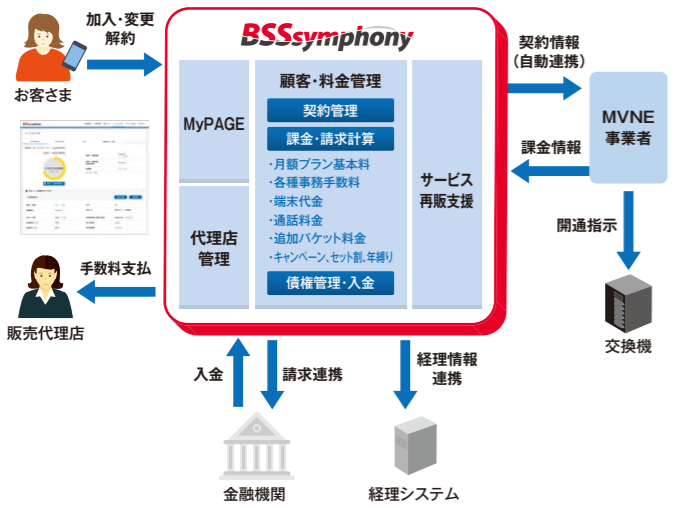 加入・変更
解約
お客さま
BSSsymphony
MyPAGE
代理店
管理
顧客・料金管理
契約管理
課金・請求計算
・月額プラン基本料
・各種事務手数料
・端末代金
・通話料金
・追加パケット料金
・キャンペーン、セット割、年縛り
債権管理・入金
サービス
再販支援
契約情報
（自動連携）
課金情報
MVNE
事業者
開通指示
交換機
手数料支払
販売代理店
入金
請求連携
経理情報
連携
金融機関
経理システム